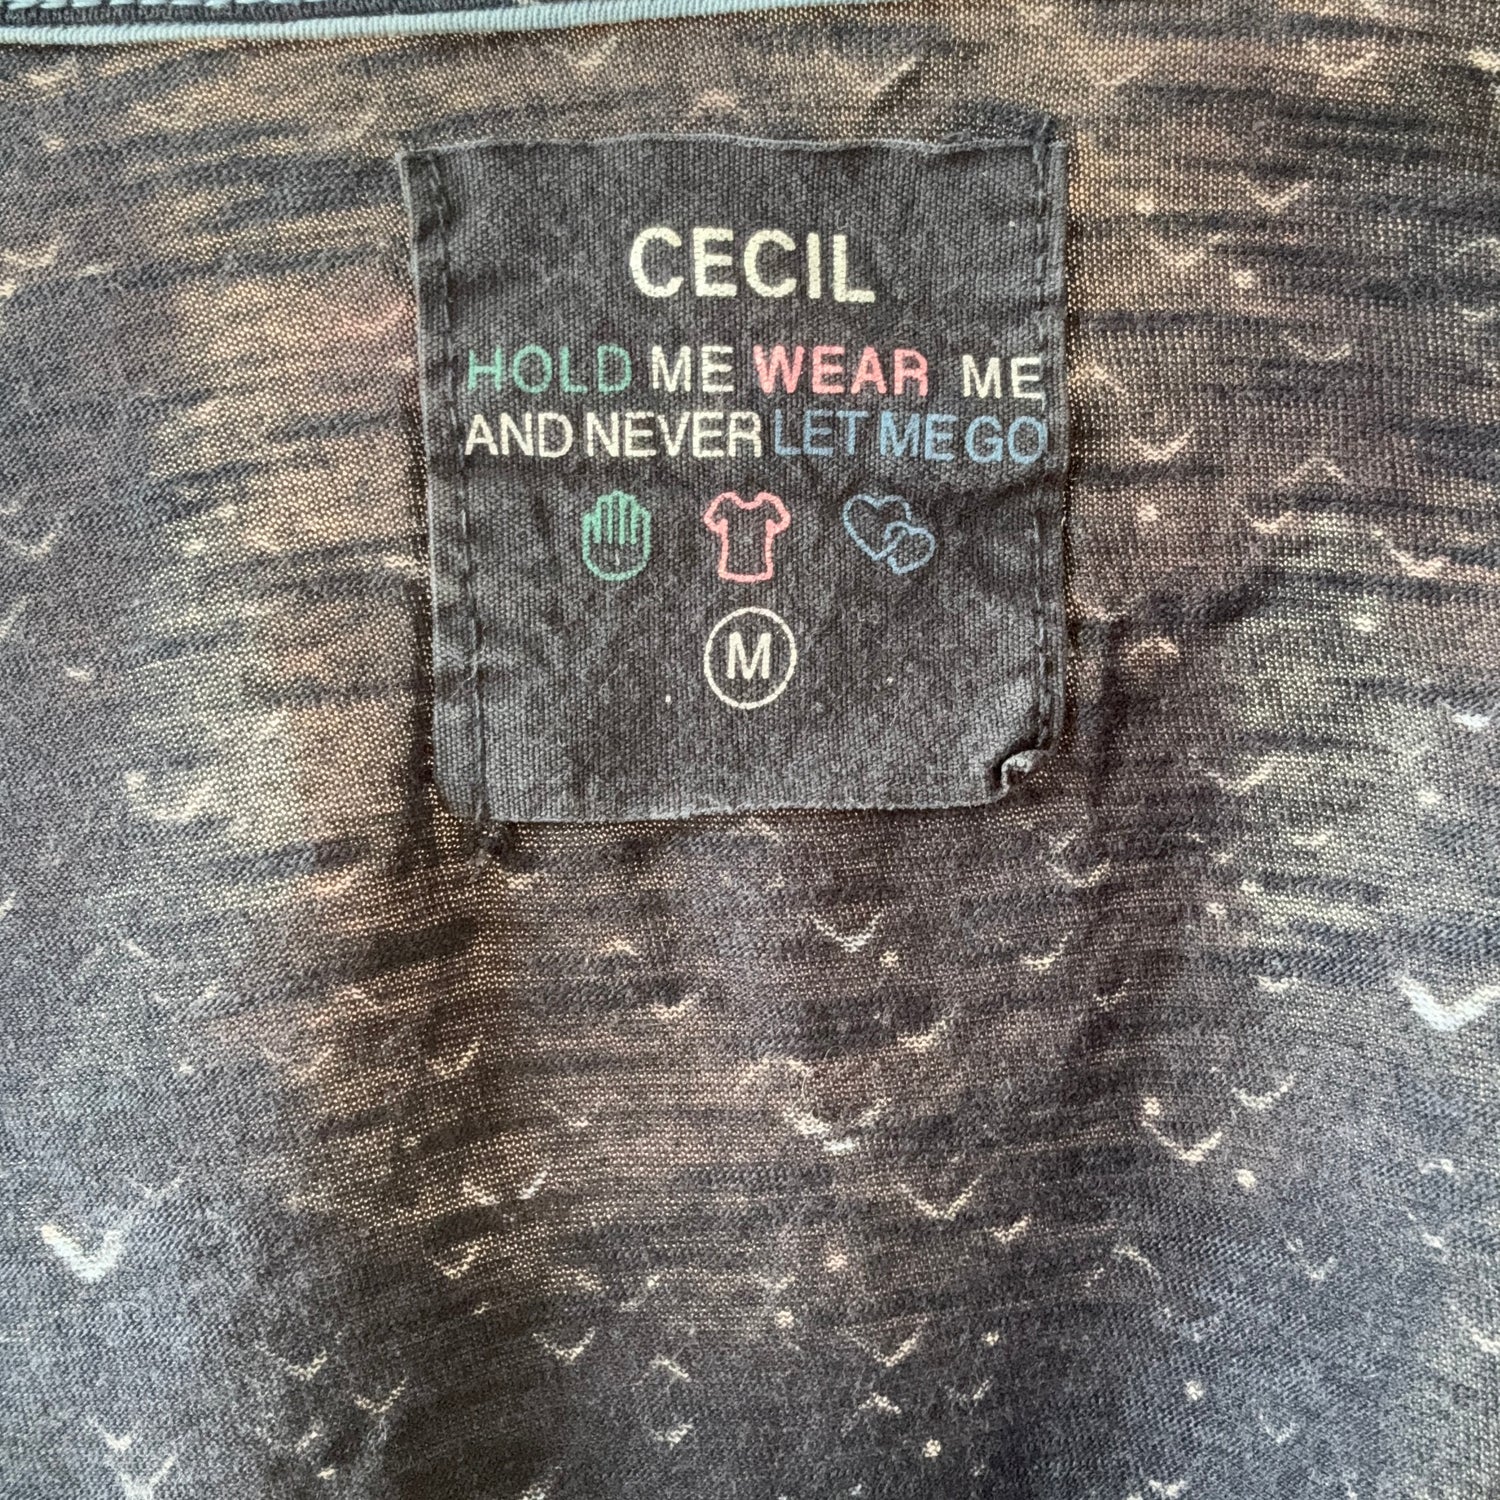 CECIL
HOLD ME WEAR ME
AND NEVER LET ME GO
M